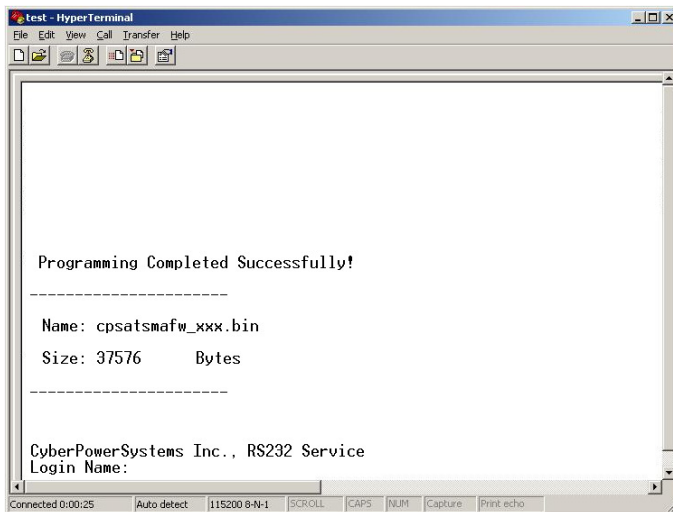 test - HyperTerminal
File Edit View Call Transfer Help
Programming Completed Successfully!
----------------------
Name: cpsatsmafw_xxx.bin
Size: 37576 Bytes
----------------------
CyberPowerSystems Inc., RS232 Service
Login Name:
Connected 0:00:25 Auto detect 115200 8-N-1 SCROLL CAPS NUM Capture Print echo